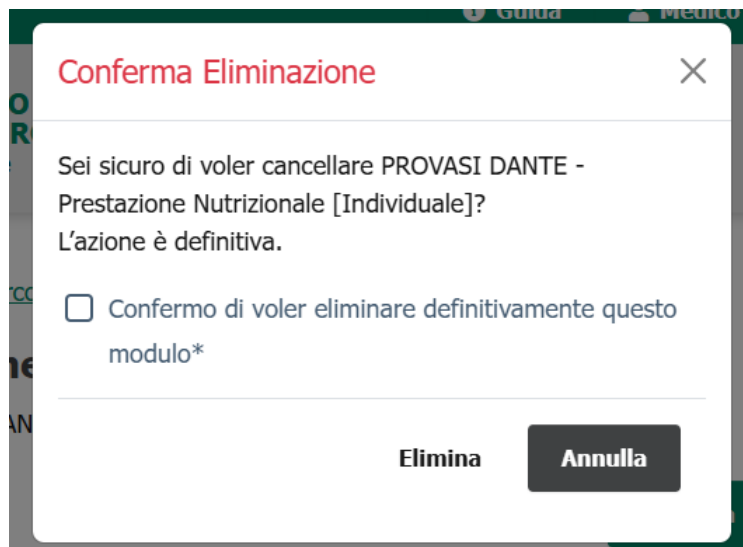 Guida Medico
Conferma Eliminazione
Sei sicuro di voler cancellare PROVASI DANTE -
Prestazione Nutrizionale [Individuale]?
L’azione è definitiva.
Confermo di voler eliminare definitivamente questo
modulo*
Elimina Annulla